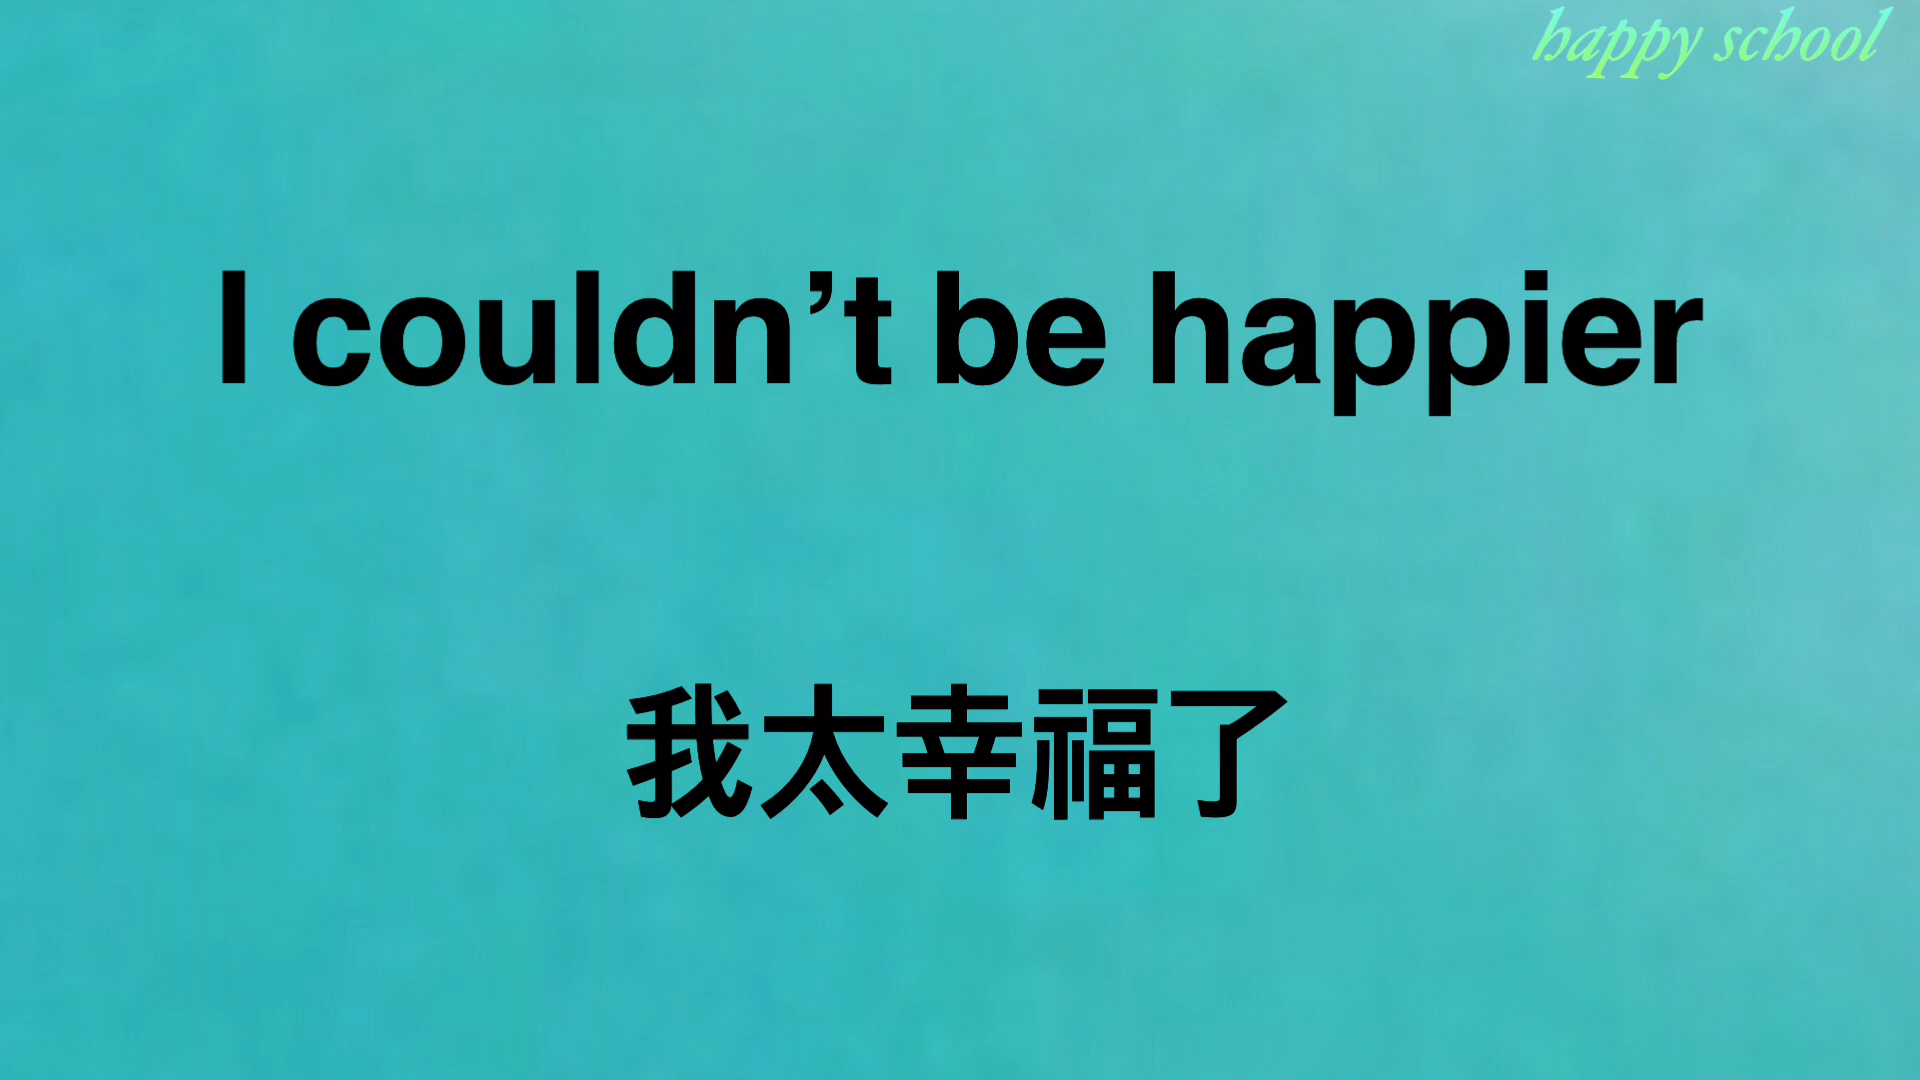 happy school
I couldn’t be happier
我太幸福了